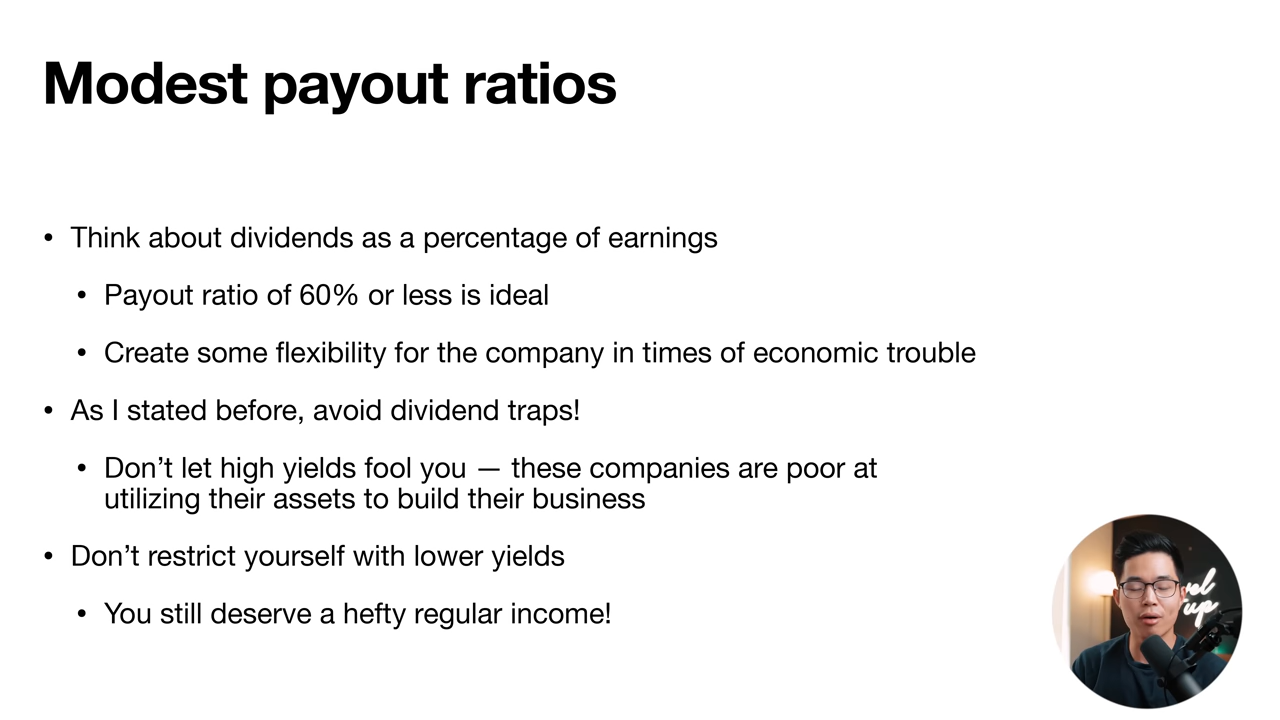 Modest payout ratios
• Think about dividends as a percentage of earnings
• Payout ratio of 60% or less is ideal
• Create some flexibility for the company in times of economic trouble
• As I stated before, avoid dividend traps!
• Don’t let high yields fool you — these companies are poor at
utilizing their assets to build their business
• Don’t restrict yourself with lower yields
• You still deserve a hefty regular income!
up